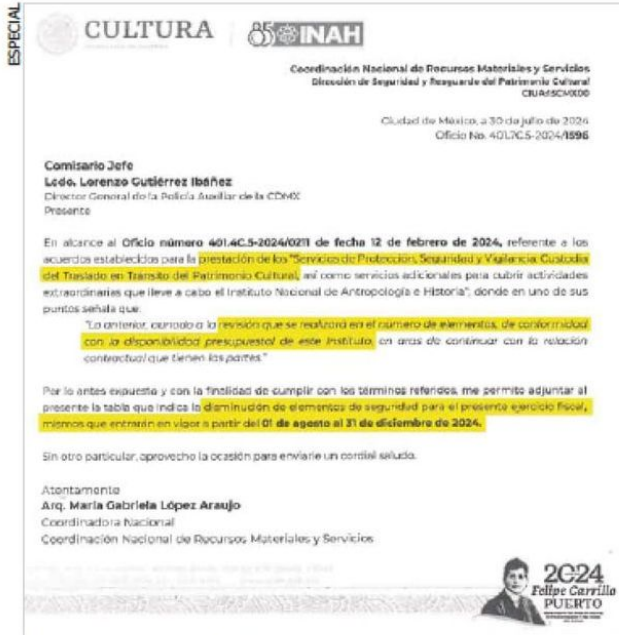 ESPECIAL
CULTURA
85 INAH
Coordinación Nacional de Recursos Materiales y Servicios
Dirección de Seguridad y Resguardo del Patrimonio Cultural
Ciudad de México, a 30 de julio de 2024
Oficio No. 401.7C.5-2024/1596
Comisario Jefe
Lcdo. Lorenzo Gutiérrez Ibáñez
Director General de la Policía Auxiliar de la CDMX
Presente
En alcance al Oficio número 401.4C.5-2024/0211 de fecha 12 de febrero de 2024, referente a los
acuerdos establecidos para la prestación de los "Servicios de Protección, Seguridad y Vigilancia; Custodia
del Traslado en Tránsito del Patrimonio Cultural, así como servicios adicionales para cubrir actividades
extraordinarias que lleve a cabo el Instituto Nacional de Antropología e Historia", donde en uno de sus
puntos señala que:
"Lo anterior, aunado a la revisión que se realizará en el número de elementos, de conformidad
con la disponibilidad presupuestal de este Instituto, en aras de continuar con la relación
contractual que tienen las partes."
Por lo antes expuesto y con la finalidad de cumplir con los términos referidos, me permito adjuntar al
presente la tabla que indica la disminución de elementos de seguridad para el presente ejercicio fiscal,
mismos que entrarán en vigor a partir del 01 de agosto al 31 de diciembre de 2024.
Sin otro particular, aprovecho la ocasión para enviarle un cordial saludo.
Atentamente
Arq. María Gabriela López Araujo
Coordinadora Nacional
Coordinación Nacional de Recursos Materiales y Servicios
2024
Felipe Carrillo
PUERTO